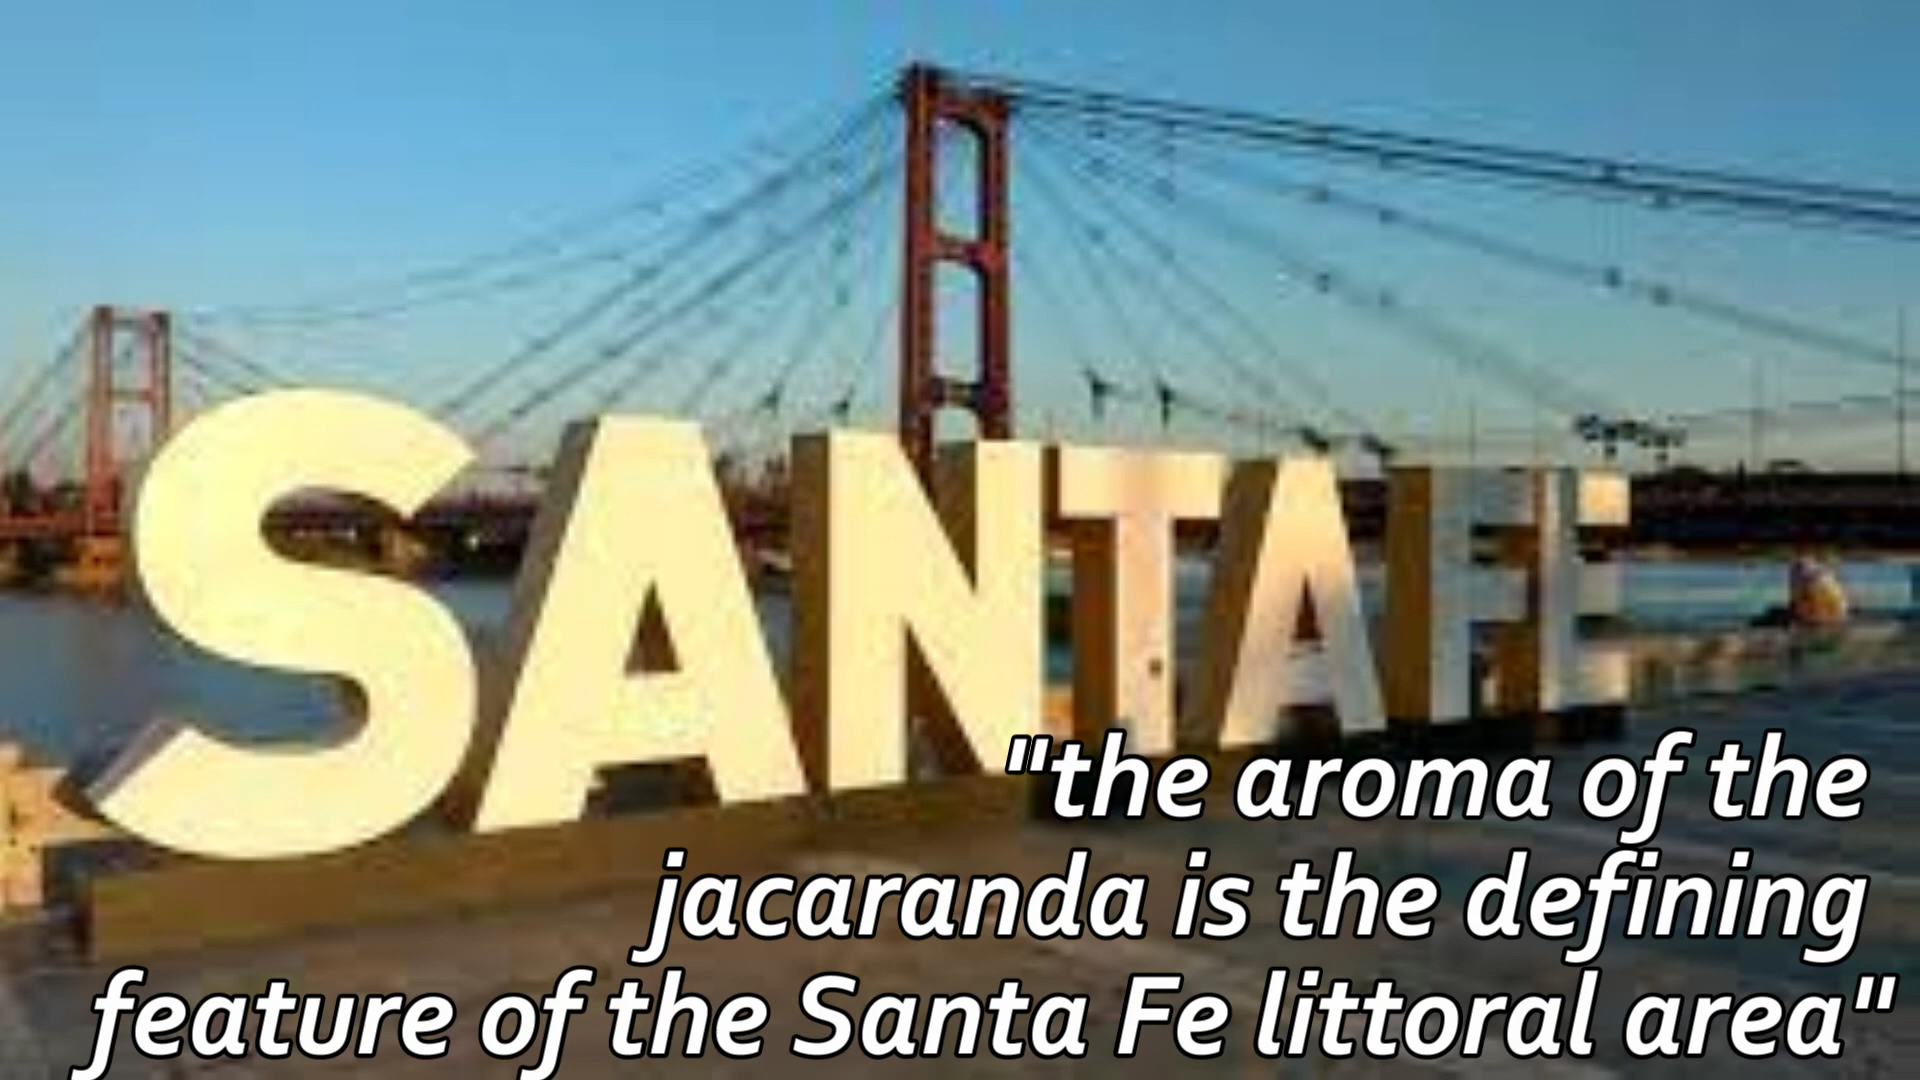 SANTA FE
"the aroma of the
jacaranda is the defining
feature of the Santa Fe littoral area"